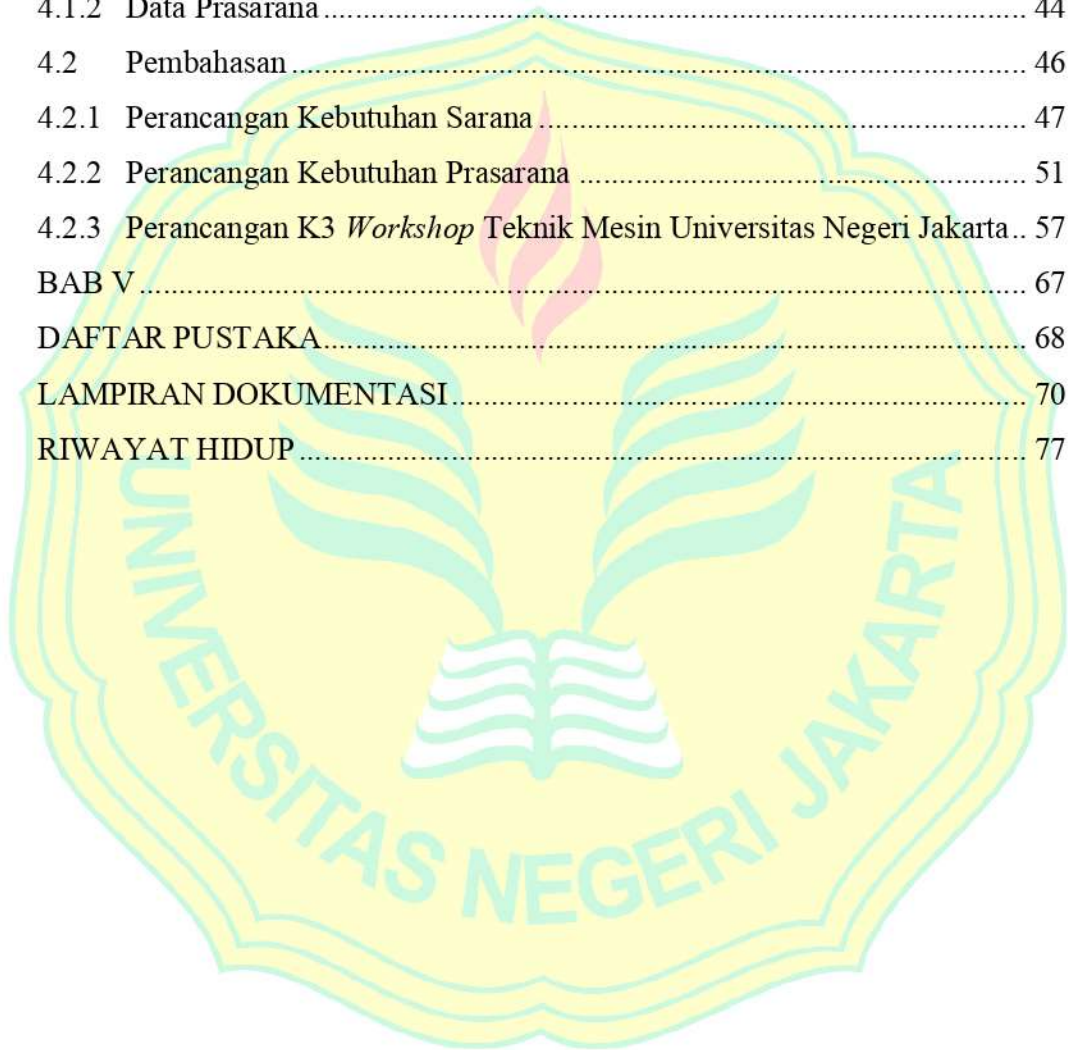 4.1.2 Data Prasarana ........ 44
4.2 Pembahasan ........ 46
4.2.1 Perancangan Kebutuhan Sarana ........ 47
4.2.2 Perancangan Kebutuhan Prasarana ........ 51
4.2.3 Perancangan K3 Workshop Teknik Mesin Universitas Negeri Jakarta.. 57
BAB V ........ 67
DAFTAR PUSTAKA ........ 68
LAMPIRAN DOKUMENTASI ........ 70
RIWAYAT HIDUP ........ 77
UNIVERSITAS NEGERI JAKARTA